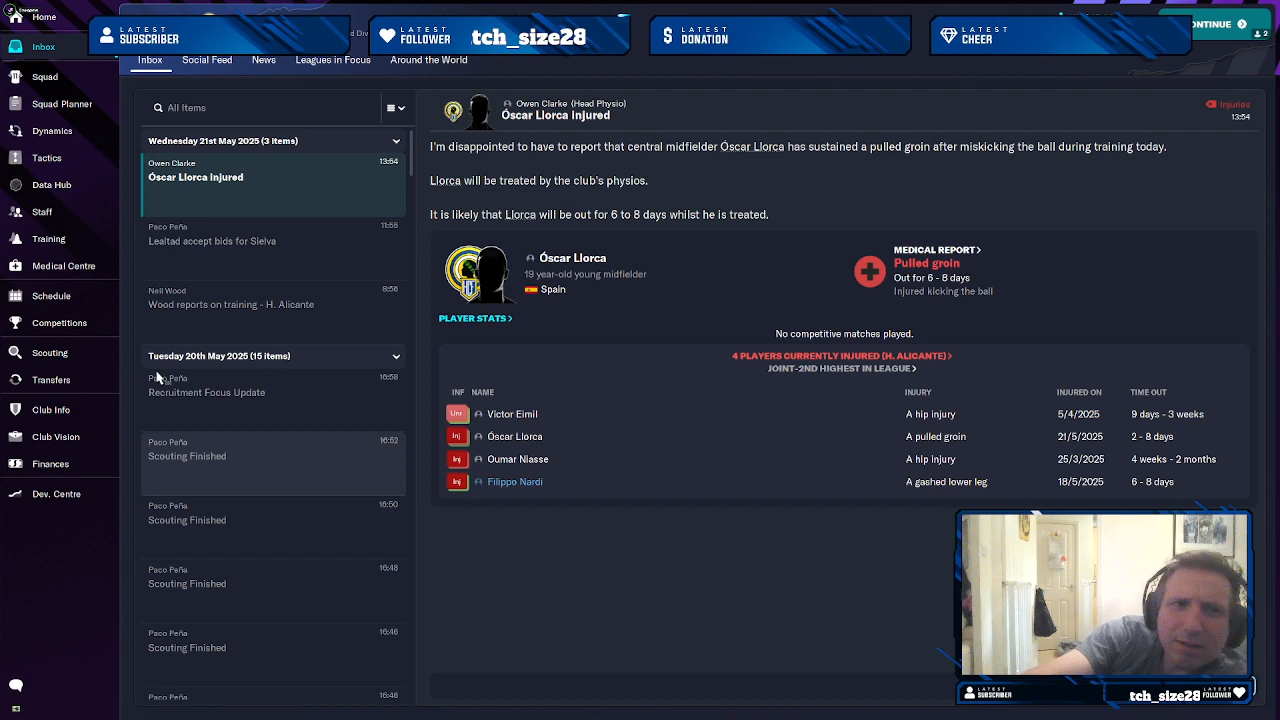 Home
LATEST
SUBSCRIBER
LATEST
FOLLOWER
tch_size28
LATEST
DONATION
LATEST
CHEER
ONTINUE
2
Inbox
Squad
Squad Planner
Dynamics
Tactics
Data Hub
Staff
Training
Medical Centre
Schedule
Competitions
Scouting
Transfers
Club Info
Club Vision
Finances
Dev. Centre
Inbox
Social Feed
News
Leagues in Focus
Around the World
All Items
Wednesday 21st May 2025 (3 items)
Owen Clarke
13:54
Óscar Llorca Injured
Paco Peña
11:55
Lealtad accept bids for Sielva
Neil Wood
8:56
Wood reports on training - H. Alicante
Tuesday 20th May 2025 (15 items)
Paco Peña
16:58
Recruitment Focus Update
Paco Peña
16:52
Scouting Finished
Paco Peña
16:50
Scouting Finished
Paco Peña
16:48
Scouting Finished
Paco Peña
16:46
Scouting Finished
Paco Peña
16:46
Owen Clarke (Head Physio)
Óscar Llorca Injured
Injuries
13:54
I'm disappointed to have to report that central midfielder Óscar Llorca has sustained a pulled groin after miskicking the ball during training today.
Llorca will be treated by the club's physios.
It is likely that Llorca will be out for 6 to 8 days whilst he is treated.
Óscar Llorca
19 year-old young midfielder
Spain
MEDICAL REPORT >
Pulled groin
Out for 6 - 8 days
Injured kicking the ball
PLAYER STATS >
No competitive matches played.
4 PLAYERS CURRENTLY INJURED (H. ALICANTE) >
JOINT-2ND HIGHEST IN LEAGUE >
INF NAME INJURY INJURED ON TIME OUT
Unr Víctor Eimil A hip injury 5/4/2025 9 days - 3 weeks
Inj Óscar Llorca A pulled groin 21/5/2025 2 - 8 days
Inj Oumar Niasse A hip injury 25/3/2025 4 weeks - 2 months
Inj Filippo Nardi A gashed lower leg 18/5/2025 6 - 8 days
LATEST
SUBSCRIBER
tch_size28
LATEST
FOLLOWER